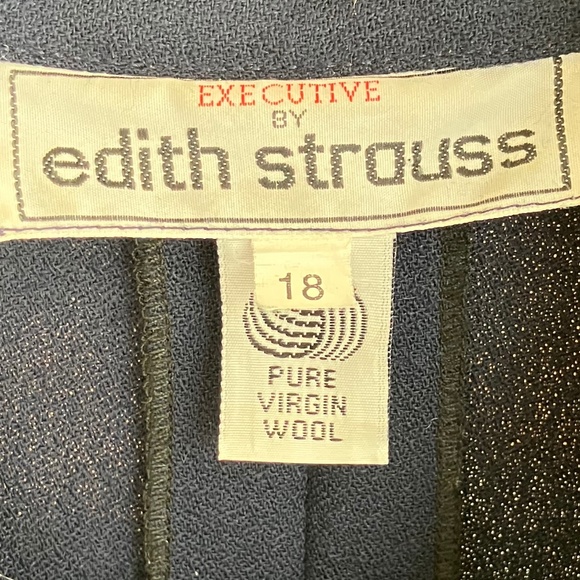 EXECUTIVE
BY
edith strauss
18
PURE
VIRGIN
WOOL